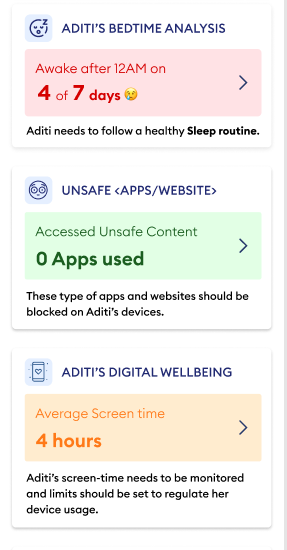 ADITI'S BEDTIME ANALYSIS
Awake after 12AM on
4 of 7 days 😢
Aditi needs to follow a healthy Sleep routine.
UNSAFE <APPS/WEBSITE>
Accessed Unsafe Content
0 Apps used
These type of apps and websites should be
blocked on Aditi's devices.
ADITI'S DIGITAL WELLBEING
Average Screen time
4 hours
Aditi's screen-time needs to be monitored
and limits should be set to regulate her
device usage.